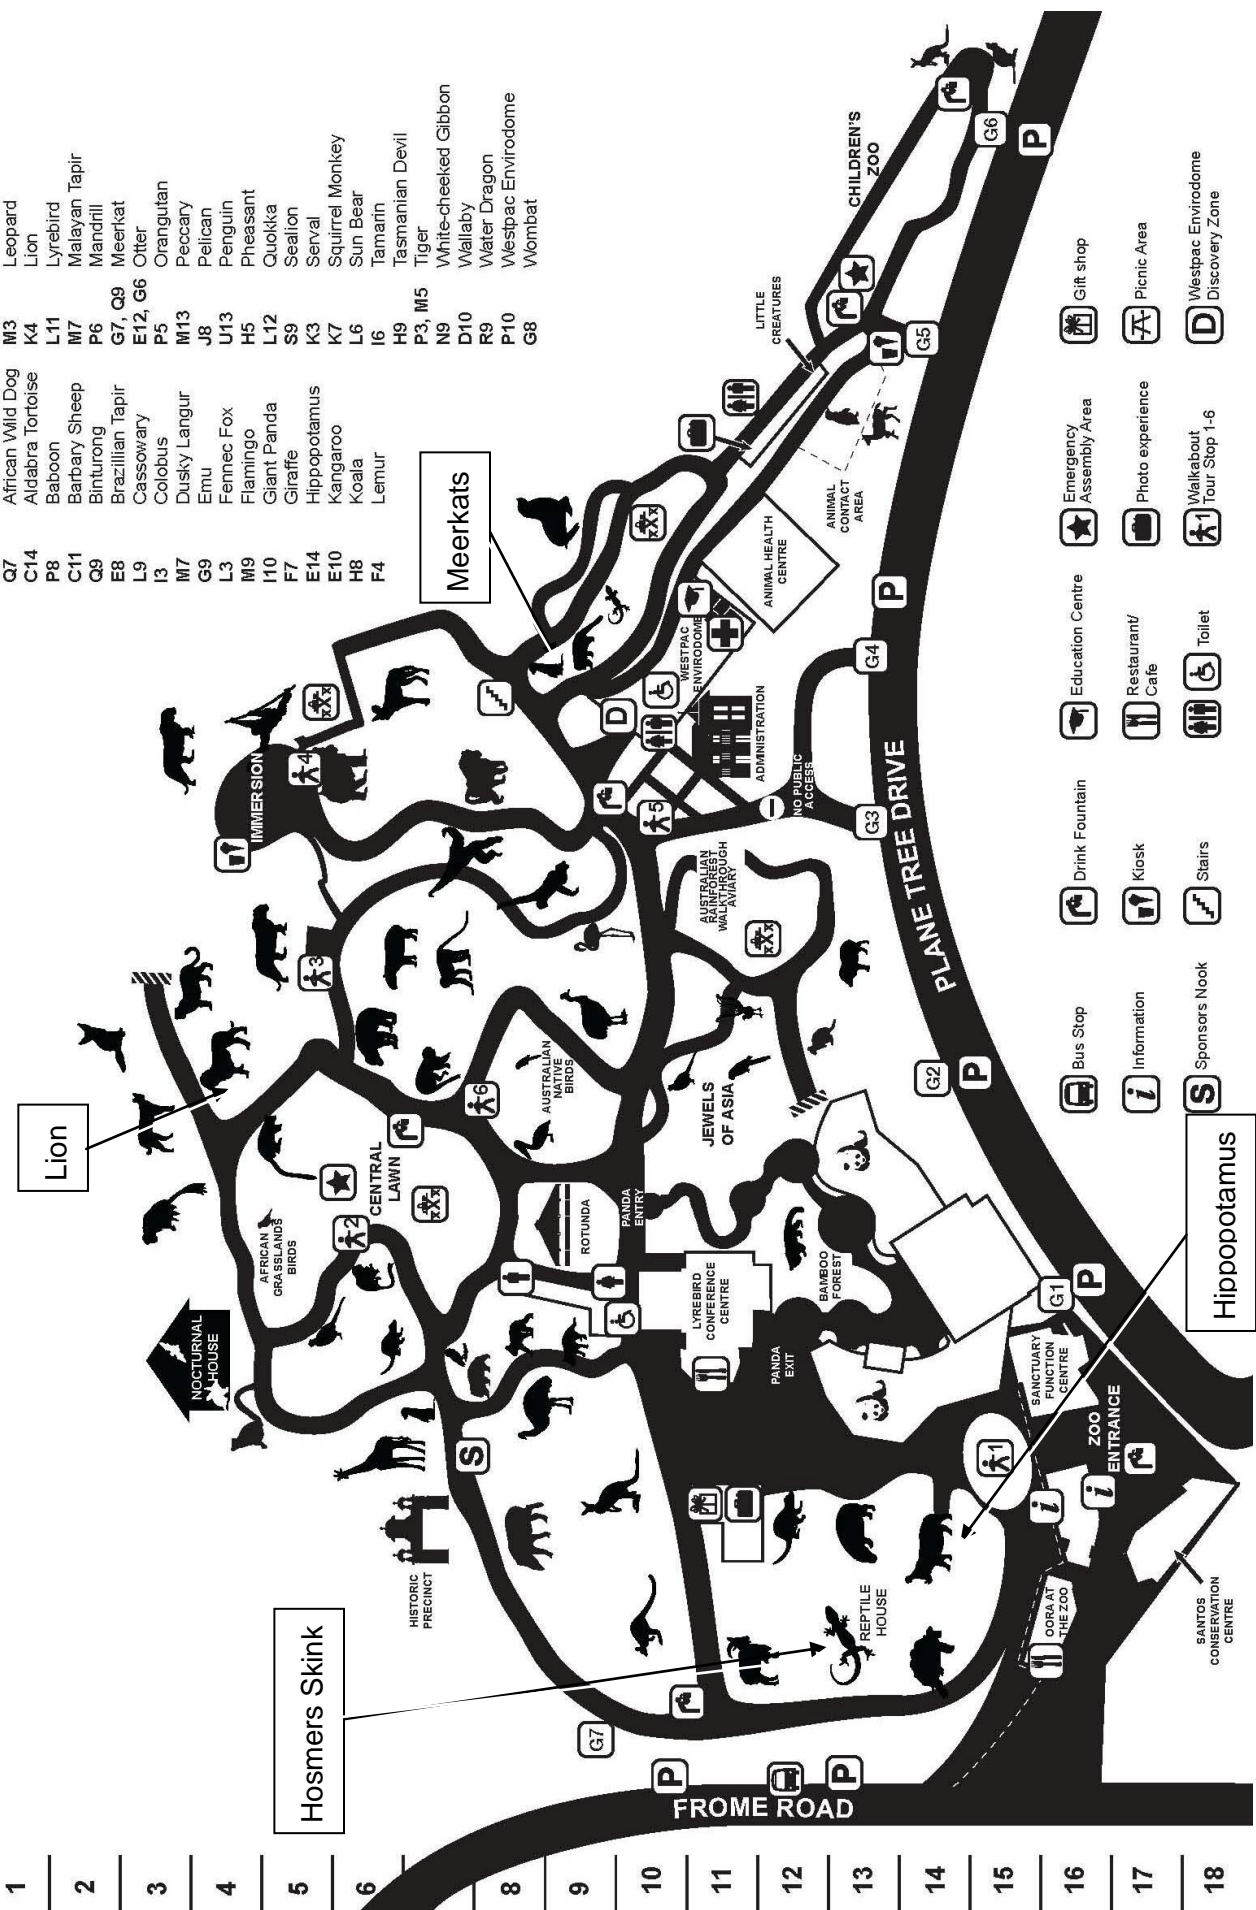 Q7 African Wild Dog
C14 Aldabra Tortoise
P8 Baboon
C11 Barbary Sheep
Q9 Binturong
E8 Brazillian Tapir
L9 Cassowary
I3 Colobus
M7 Dusky Langur
G9 Emu
L3 Fennec Fox
M9 Flamingo
I10 Giant Panda
F7 Giraffe
E14 Hippopotamus
E10 Kangaroo
H8 Koala
F4 Lemur
M3 Leopard
K4 Lion
L11 Lyrebird
M7 Malayan Tapir
P6 Mandrill
G7, Q9 Meerkat
E12, G6 Otter
P5 Orangutan
M13 Peccary
J8 Pelican
U13 Penguin
H5 Pheasant
L12 Quokka
S9 Sealion
K3 Serval
K7 Squirrel Monkey
L6 Sun Bear
I6 Tamarin
H9 Tasmanian Devil
P3, M5 Tiger
N9 White-cheeked Gibbon
D10 Wallaby
R9 Water Dragon
P10 Westpac Envirodome
G8 Wombat
1
2
3
4
5
6
8
9
10
11
12
13
14
15
16
17
18
Lion
Meerkats
Hosmers Skink
Hippopotamus
NOCTURNAL
HOUSE
AFRICAN
GRASSLANDS
BIRDS
IMMERSION
4
3
2
6
CENTRAL
LAWN
HISTORIC
PRECINCT
S
ROTUNDA
AUSTRALIAN
NATIVE
BIRDS
G7
PANDA
ENTRY
5
D
WESTPAC
ENVIRODOME
LYREBIRD
CONFERENCE
CENTRE
JEWELS
OF ASIA
AUSTRALIAN
RAINFOREST
WALKTHROUGH
AVIARY
ADMINISTRATION
ANIMAL HEALTH
CENTRE
ANIMAL
CONTACT
AREA
LITTLE
CREATURES
CHILDREN'S
ZOO
PANDA
EXIT
BAMBOO
FOREST
NO PUBLIC
ACCESS
REPTILE
HOUSE
P
P
FROME ROAD
G3
G4
G5
G6
P
P
G2
P
PLANE TREE DRIVE
1
SANCTUARY
FUNCTION
CENTRE
G1
P
OORA AT
THE ZOO
i
i
ZOO
ENTRANCE
SANTOS
CONSERVATION
CENTRE
Bus Stop
Drink Fountain
Education Centre
Emergency
Assembly Area
Gift shop
i Information
Kiosk
Restaurant/
Cafe
Photo experience
Picnic Area
S Sponsors Nook
Stairs
Toilet
1 Walkabout
Tour Stop 1-6
D Westpac Envirodome
Discovery Zone